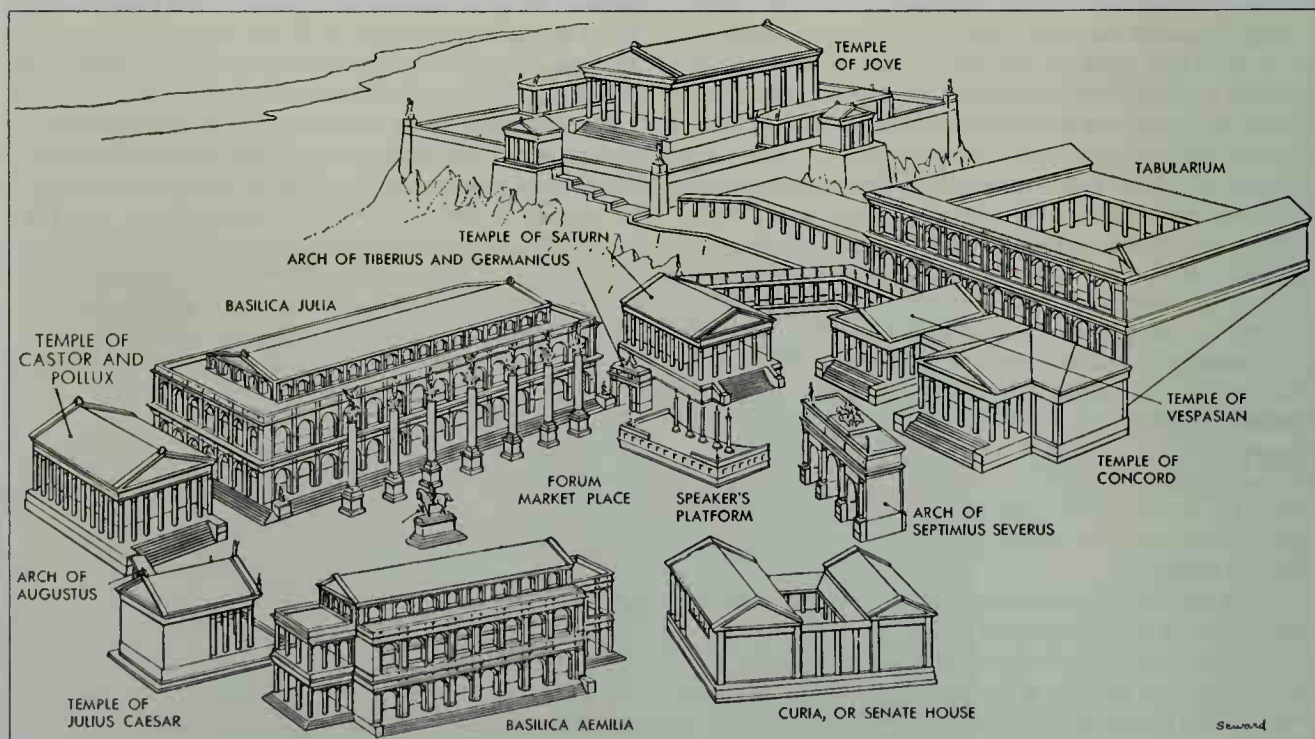 TEMPLE
OF JOVE
TABULARIUM
TEMPLE OF SATURN
ARCH OF TIBERIUS AND GERMANICUS
BASILICA JULIA
TEMPLE OF
CASTOR AND
POLLUX
TEMPLE OF
VESPASIAN
TEMPLE OF
CONCORD
FORUM
MARKET PLACE
SPEAKER'S
PLATFORM
ARCH OF
SEPTIMIUS SEVERUS
ARCH OF
AUGUSTUS
TEMPLE OF
JULIUS CAESAR
BASILICA AEMILIA
CURIA, OR SENATE HOUSE
Seward